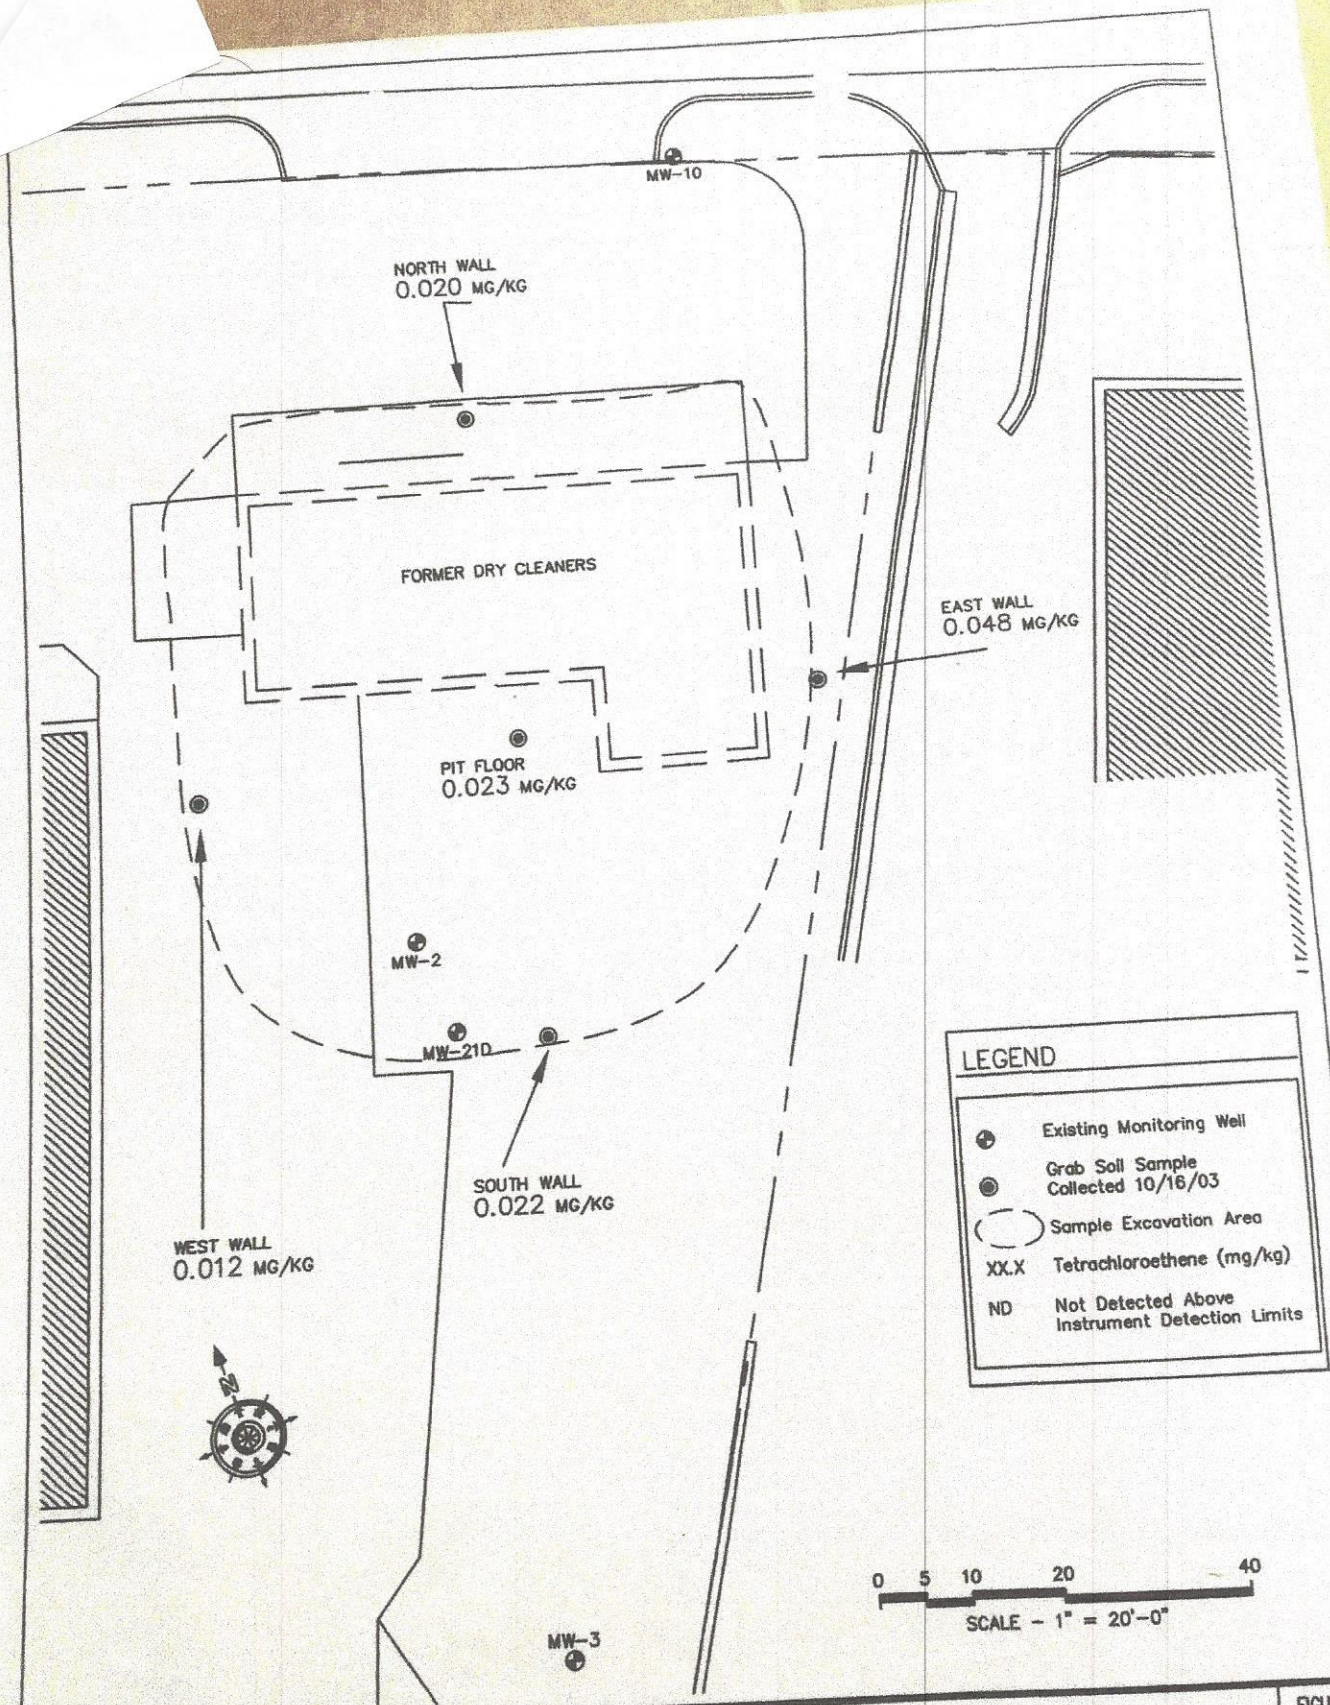 MW-10
NORTH WALL
0.020 MG/KG
FORMER DRY CLEANERS
EAST WALL
0.048 MG/KG
PIT FLOOR
0.023 MG/KG
MW-2
MW-21D
SOUTH WALL
0.022 MG/KG
WEST WALL
0.012 MG/KG
N
LEGEND
Existing Monitoring Well
Grab Soil Sample
Collected 10/16/03
Sample Excavation Area
XX.X Tetrachloroethene (mg/kg)
ND Not Detected Above
Instrument Detection Limits
0 5 10 20 40
SCALE - 1" = 20'-0"
MW-3